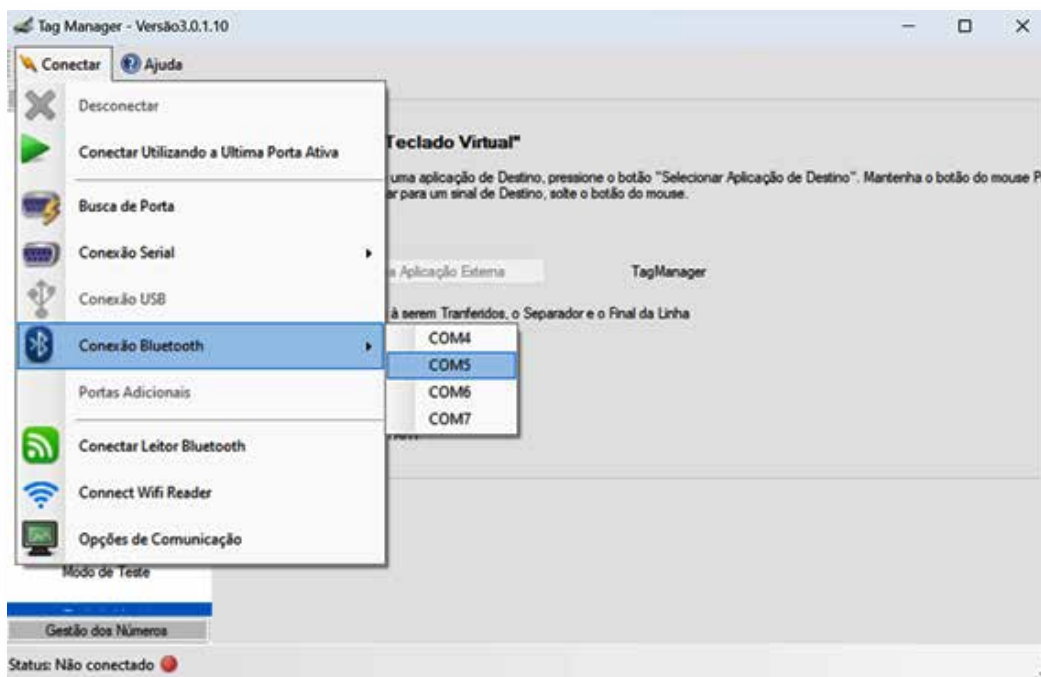 Tag Manager - Versão3.0.1.10
Conectar Ajuda
Desconectar
Conectar Utilizando a Ultima Porta Ativa
Busca de Porta
Conexão Serial
Conexão USB
Conexão Bluetooth
Portas Adicionais
Conectar Leitor Bluetooth
Connect Wifi Reader
Opções de Comunicação
COM4
COM5
COM6
COM7
Teclado Virtual"
uma aplicação de Destino, pressione o botão "Selecionar Aplicação de Destino". Mantenha o botão do mouse P
ar para um sinal de Destino, solte o botão do mouse.
a Aplicação Externa TagManager
à serem Tranferidos, o Separador e o Final da Linha
Modo de Teste
Gestão dos Números
Status: Não conectado